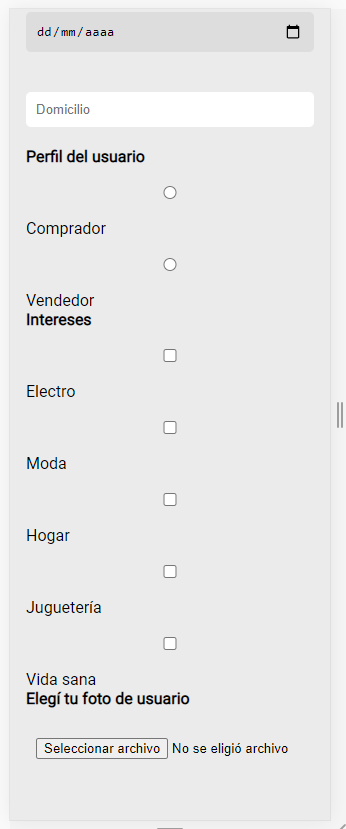 dd/mm/aaaa
Domicilio
Perfil del usuario
Comprador
Vendedor
Intereses
Electro
Moda
Hogar
Juguetería
Vida sana
Elegí tu foto de usuario
Seleccionar archivo No se eligió archivo